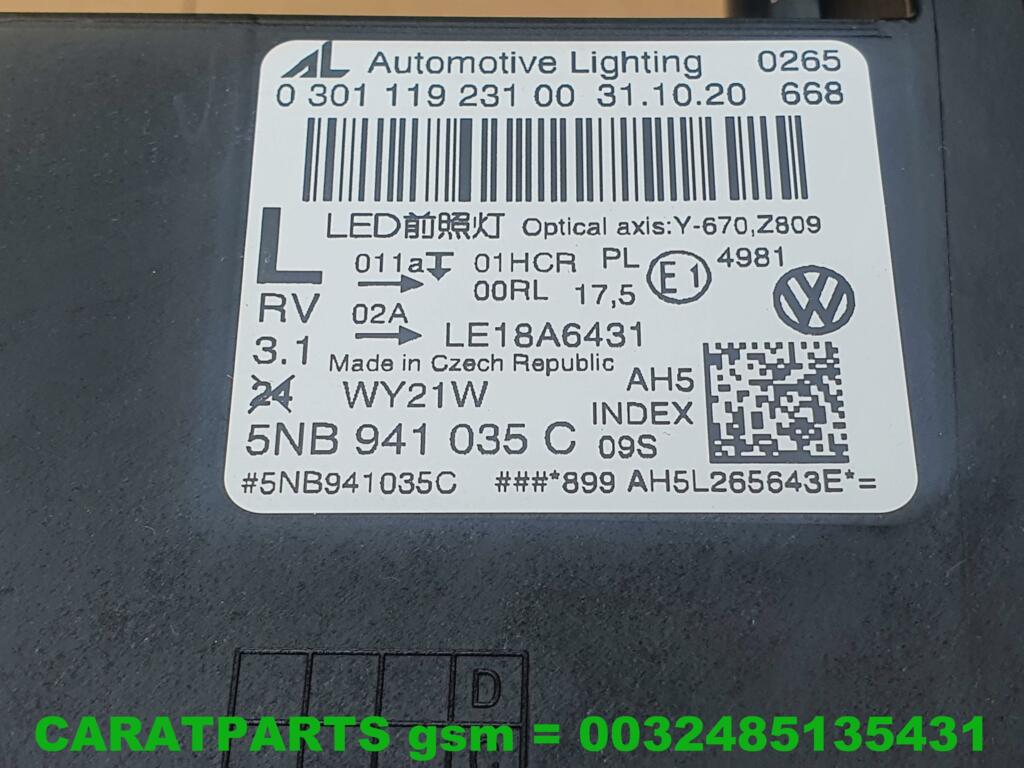 AL Automotive Lighting 0265
0 301 119 231 00 31.10.20 668
L LED前照灯 Optical axis:Y-670,Z809
011a 01HCR PL E1 4981
RV 00RL 17,5
02A LE18A6431
3.1 Made in Czech Republic
24 WY21W AH5
INDEX
5NB 941 035 C 09S
#5NB941035C ###*899 AH5L265643E*=
D
CARATPARTS gsm = 0032485135431